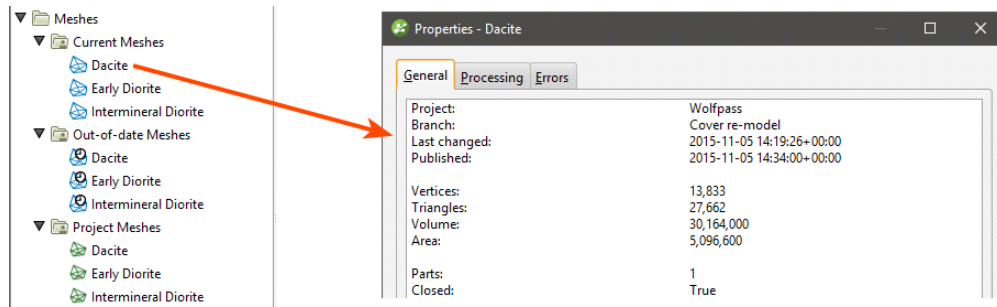 Meshes
Current Meshes
Dacite
Early Diorite
Intermineral Diorite
Out-of-date Meshes
Dacite
Early Diorite
Intermineral Diorite
Project Meshes
Dacite
Early Diorite
Intermineral Diorite
Properties - Dacite
General Processing Errors
Project: Wolfpass
Branch: Cover re-model
Last changed: 2015-11-05 14:19:26+00:00
Published: 2015-11-05 14:34:00+00:00
Vertices: 13,833
Triangles: 27,662
Volume: 30,164,000
Area: 5,096,600
Parts: 1
Closed: True